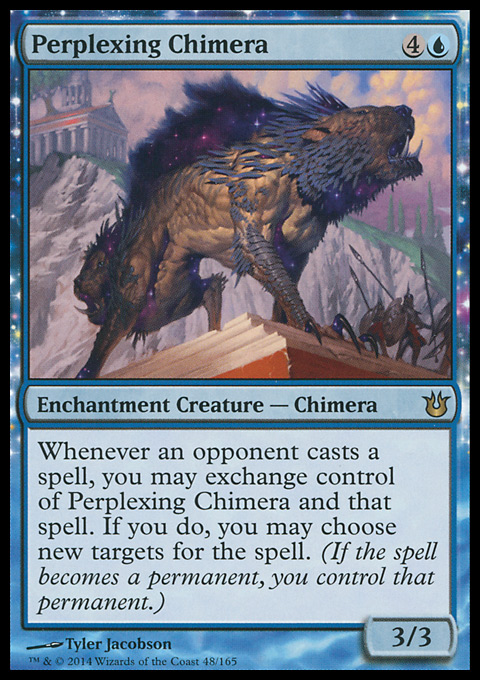 Perplexing Chimera 4
Enchantment Creature — Chimera
Whenever an opponent casts a
spell, you may exchange control
of Perplexing Chimera and that
spell. If you do, you may choose
new targets for the spell. (If the spell
becomes a permanent, you control that
permanent.)
3/3
Tyler Jacobson
™ & © 2014 Wizards of the Coast 48/165